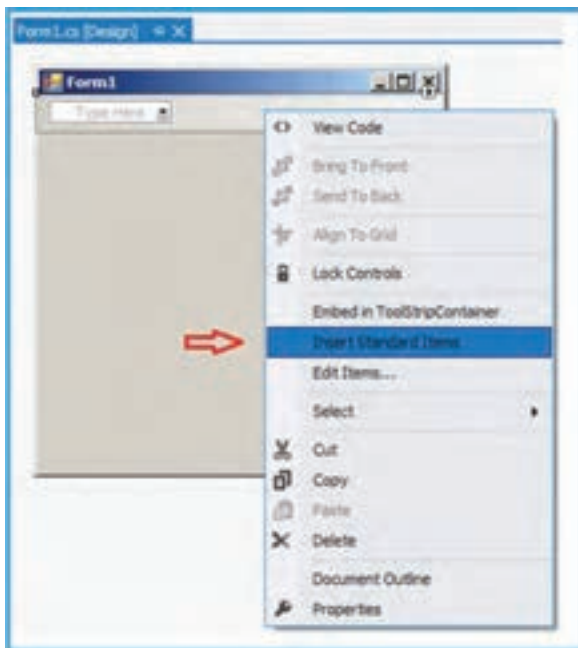 Form1.cs [Design]
Form1
Type Here
View Code
Bring To Front
Send To Back
Align To Grid
Lock Controls
Embed in ToolStripContainer
Insert Standard Items
Edit Items...
Select
Cut
Copy
Paste
Delete
Document Outline
Properties